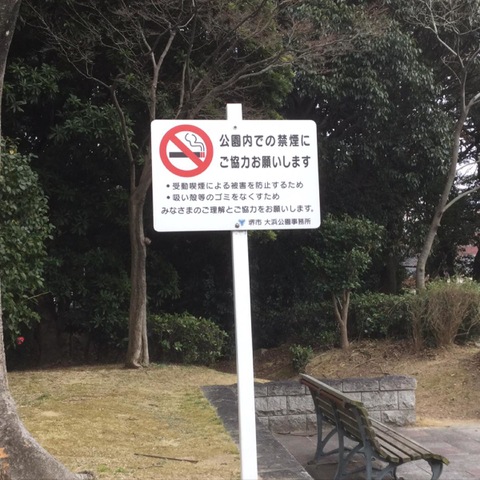 公園内での禁煙に
ご協力お願いします
• 受動喫煙による被害を防止するため
• 吸い殻等のゴミをなくすため
みなさまのご理解とご協力をお願いします。
堺市 大浜公園事務所